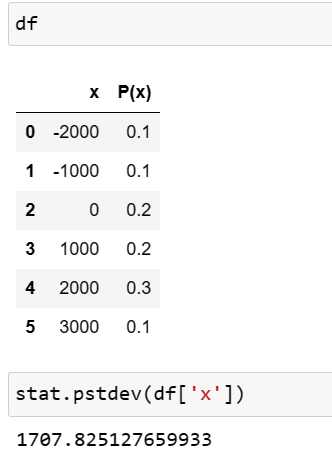 df
x P(x)
0 -2000 0.1
1 -1000 0.1
2 0 0.2
3 1000 0.2
4 2000 0.3
5 3000 0.1
stat.pstdev(df['x'])
1707.825127659933